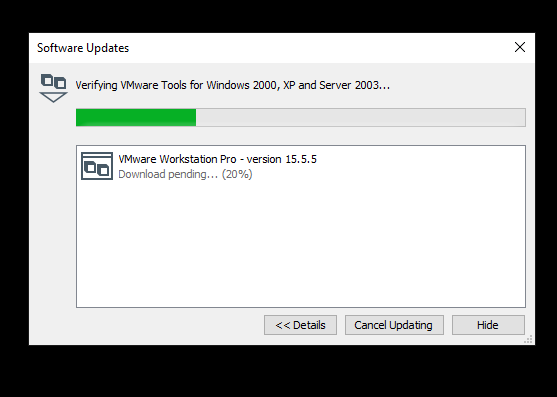 Software Updates
Verifying VMware Tools for Windows 2000, XP and Server 2003...
VMware Workstation Pro - version 15.5.5
Download pending... (20%)
<< Details
Cancel Updating
Hide